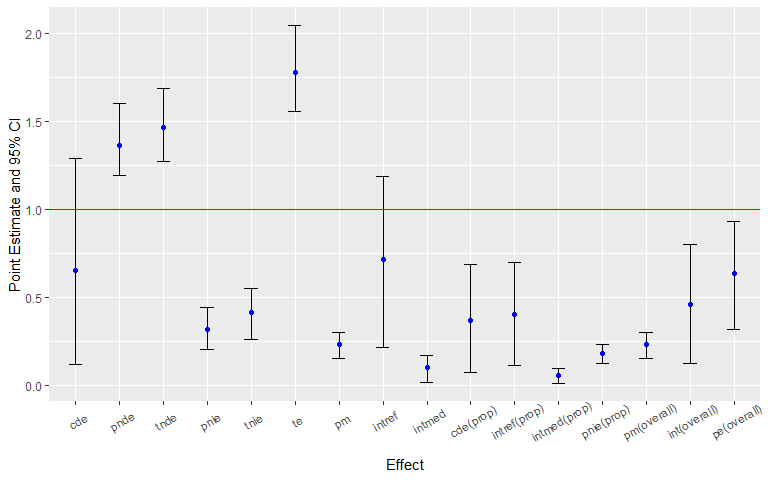 Point Estimate and 95% CI
2.0
1.5
1.0
0.5
0.0
cde
pnde
tnde
pnie
tnie
te
pm
intref
intmed
cde(prop)
intref(prop)
intmed(prop)
pnie(prop)
pm(overall)
int(overall)
pe(overall)
Effect